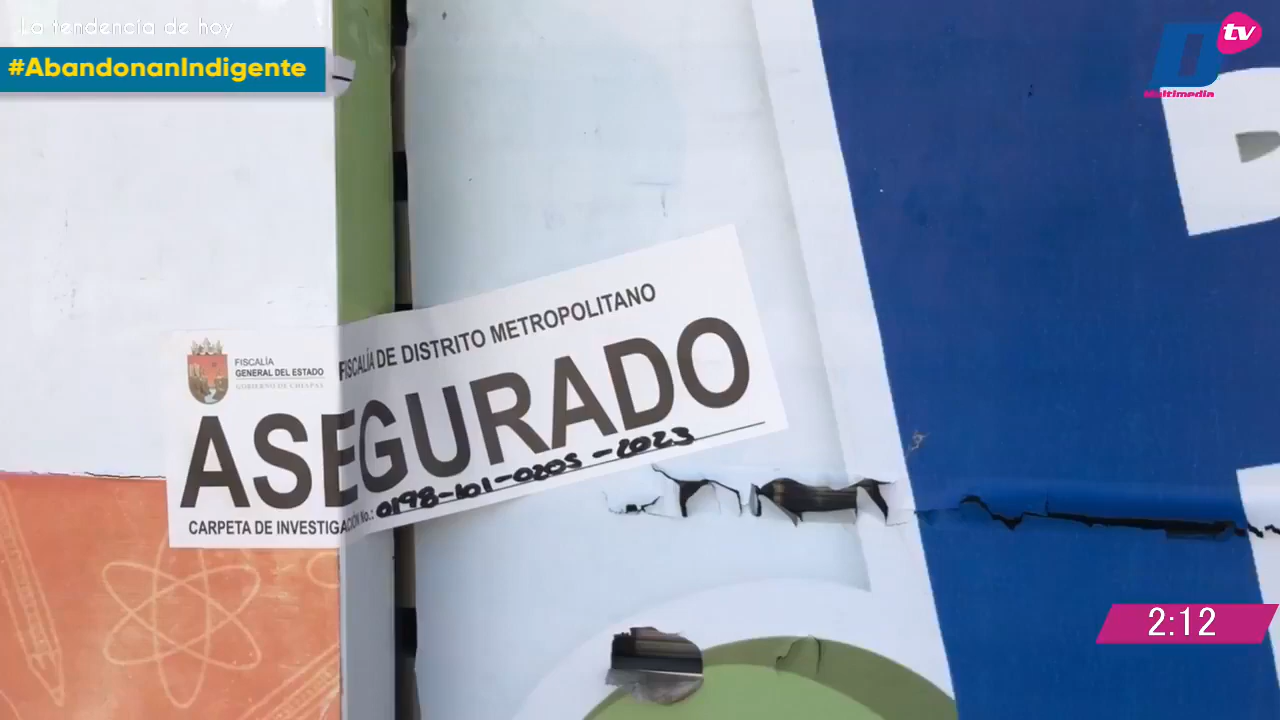 La tendencia de hoy
#AbandonanIndigente
D tv
Multimedia
FISCALÍA
GENERAL DEL ESTADO
GOBIERNO DE CHIAPAS
FISCALÍA DE DISTRITO METROPOLITANO
ASEGURADO
CARPETA DE INVESTIGACIÓN No.: 0198-101-0205-2023
2:12